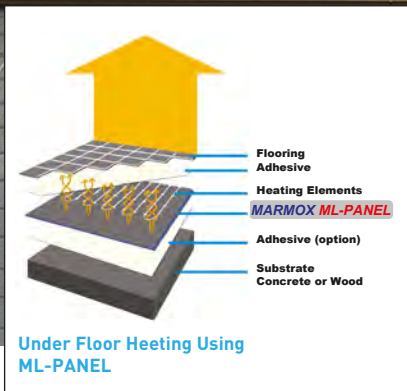 Flooring
Adhesive
Heating Elements
MARMOX ML-PANEL
Adhesive (option)
Substrate
Concrete or Wood
Under Floor Heeting Using
ML-PANEL